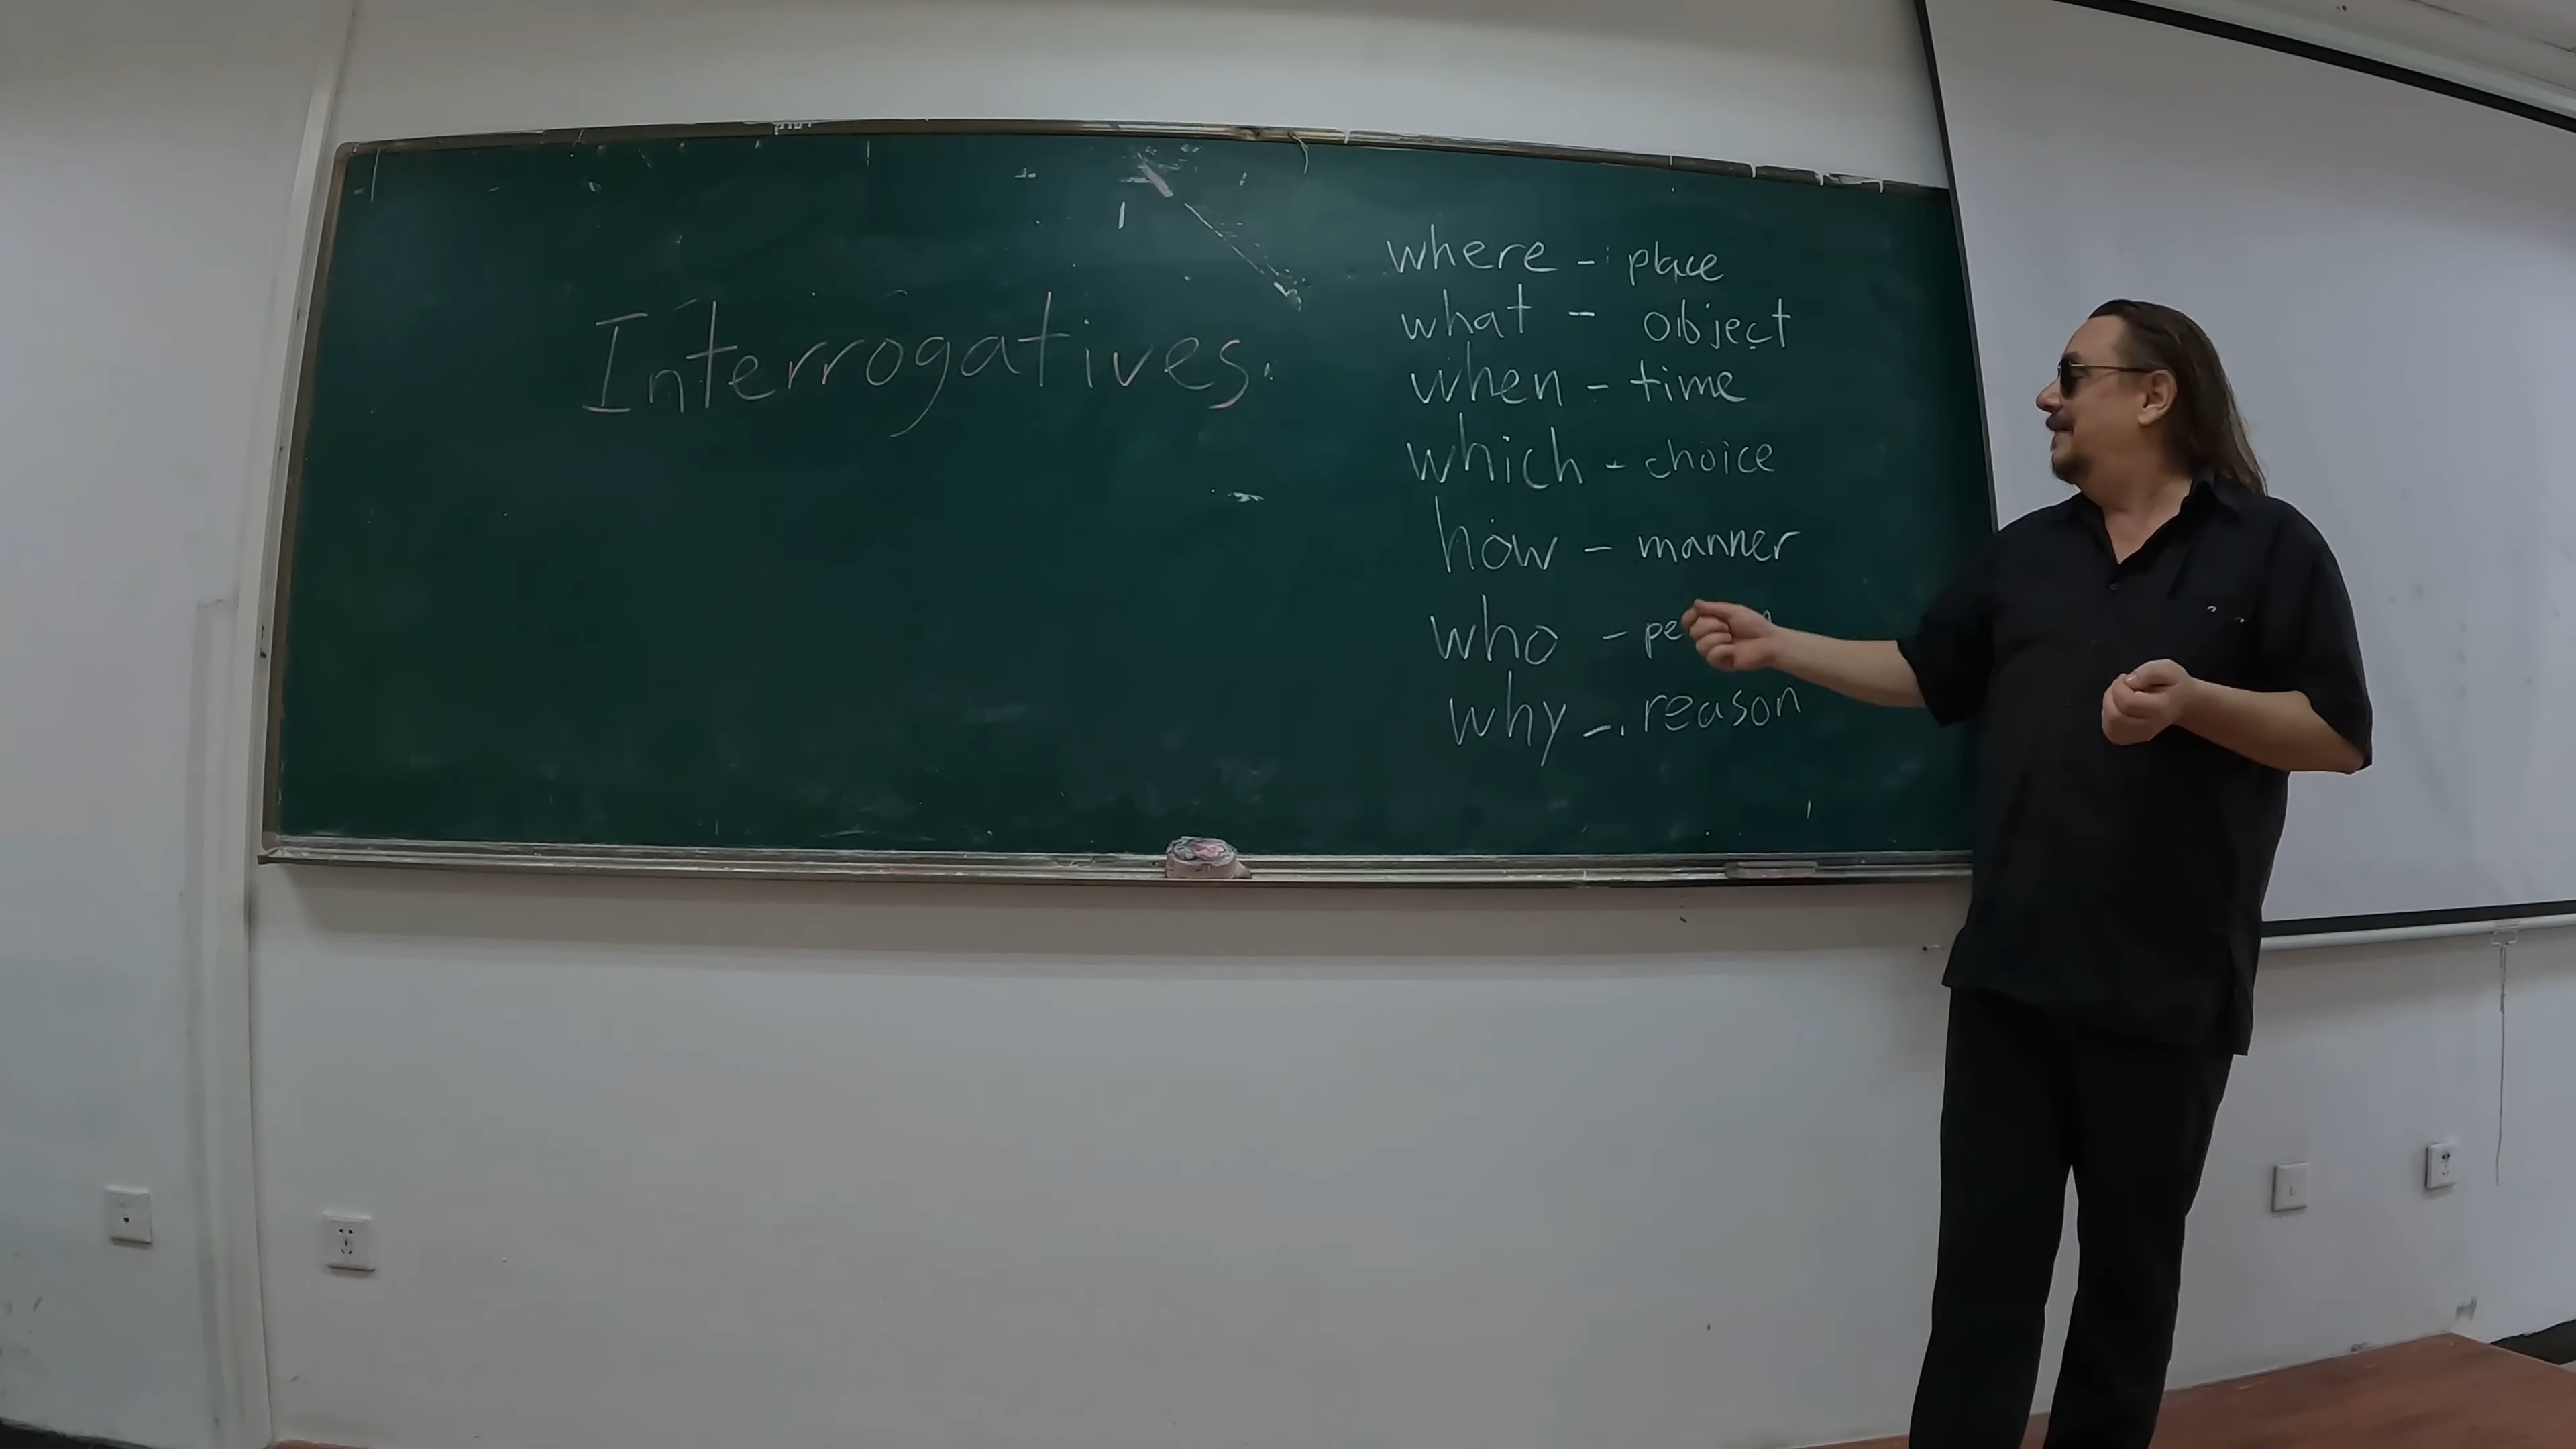 Interrogatives
where - place
what - object
when - time
which - choice
how - manner
who -
why - reason